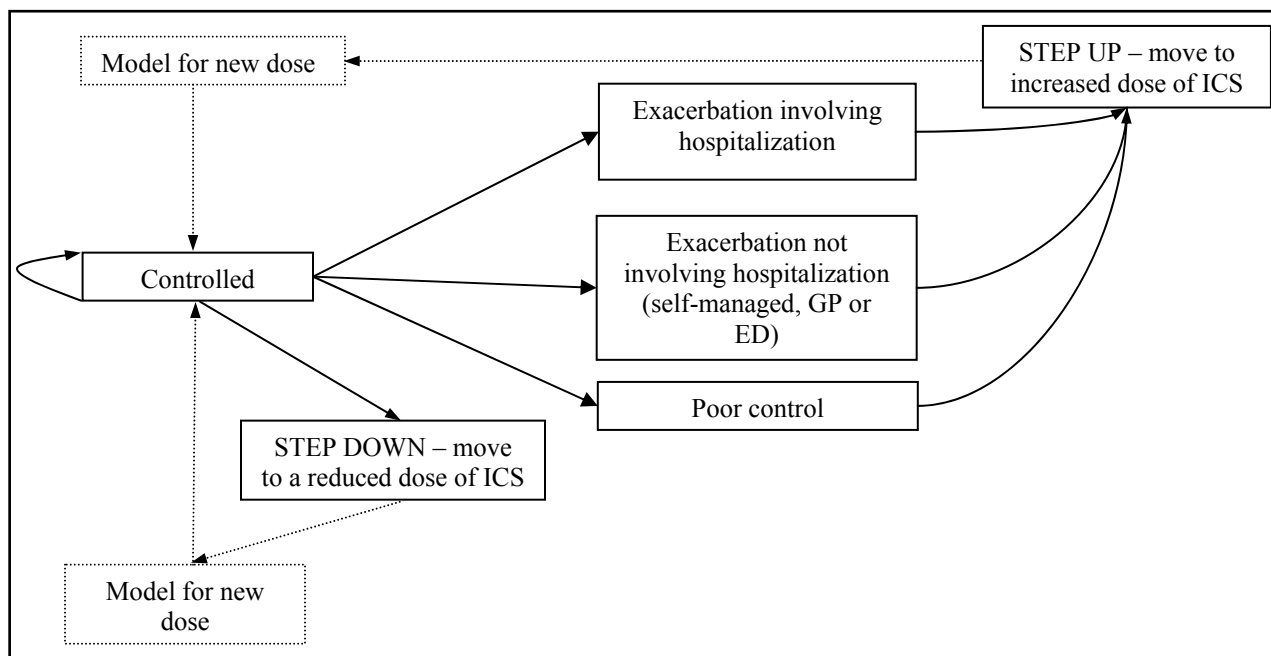 Model for new dose
STEP UP – move to
increased dose of ICS
Exacerbation involving
hospitalization
Exacerbation not
involving hospitalization
(self-managed, GP or
ED)
Controlled
Poor control
STEP DOWN – move
to a reduced dose of ICS
Model for new
dose